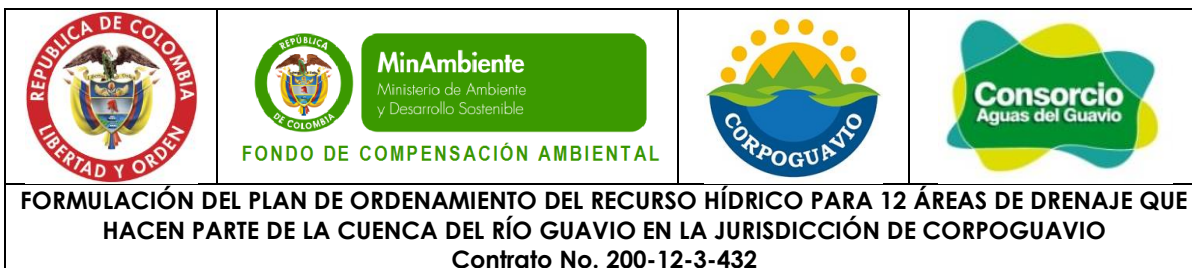 REPUBLICA DE COLOMBIA
LIBERTAD Y ORDEN
REPÚBLICA
DE COLOMBIA
MinAmbiente
Ministerio de Ambiente
y Desarrollo Sostenible
FONDO DE COMPENSACIÓN AMBIENTAL
CORPOGUAVIO
Consorcio
Aguas del Guavio
FORMULACIÓN DEL PLAN DE ORDENAMIENTO DEL RECURSO HÍDRICO PARA 12 ÁREAS DE DRENAJE QUE
HACEN PARTE DE LA CUENCA DEL RÍO GUAVIO EN LA JURISDICCIÓN DE CORPOGUAVIO
Contrato No. 200-12-3-432